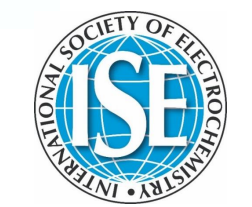 INTERNATIONAL SOCIETY OF ELECTROCHEMISTRY •
ISE